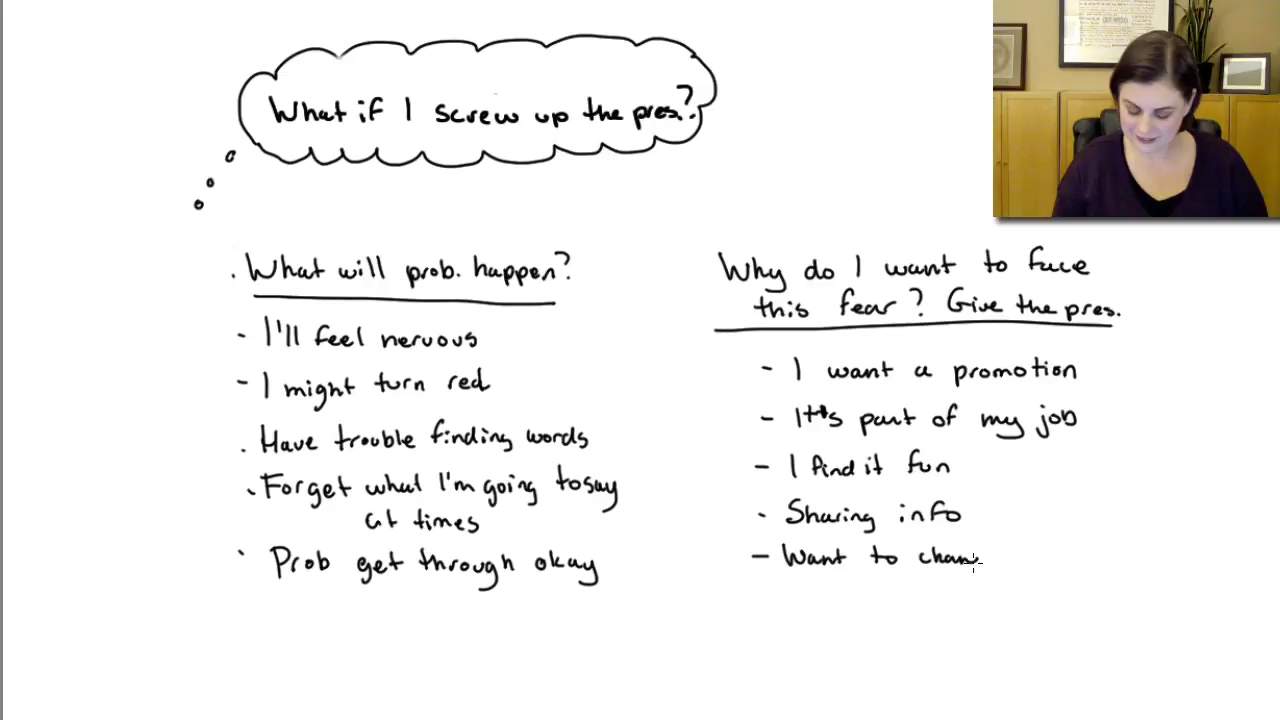 What if I screw up the pres.?
. What will prob. happen?
- I'll feel nervous
- I might turn red
. Have trouble finding words
. Forget what I'm going to say
at times
. Prob get through okay
Why do I want to face
this fear? Give the pres.
- I want a promotion
- It's part of my job
- I find it fun
. Sharing info
- Want to chan